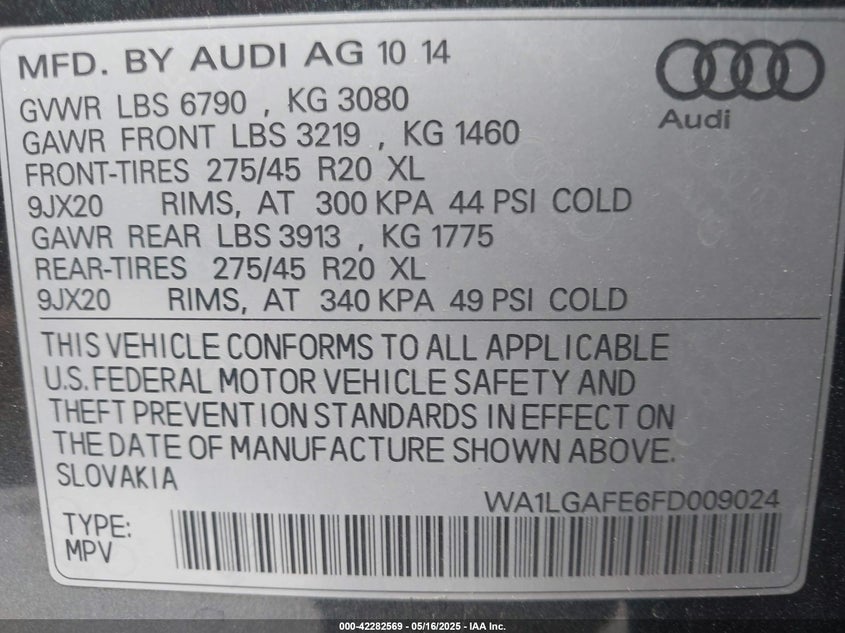 MFD. BY AUDI AG 10 14
Audi
GVWR LBS 6790 , KG 3080
GAWR FRONT LBS 3219 , KG 1460
FRONT-TIRES 275/45 R20 XL
9JX20 RIMS, AT 300 KPA 44 PSI COLD
GAWR REAR LBS 3913 , KG 1775
REAR-TIRES 275/45 R20 XL
9JX20 RIMS, AT 340 KPA 49 PSI COLD
THIS VEHICLE CONFORMS TO ALL APPLICABLE
U.S. FEDERAL MOTOR VEHICLE SAFETY AND
THEFT PREVENTION STANDARDS IN EFFECT ON
THE DATE OF MANUFACTURE SHOWN ABOVE.
SLOVAKIA
WA1LGAFE6FD009024
TYPE:
MPV
000-42282569 - 05/16/2025 - IAA Inc.